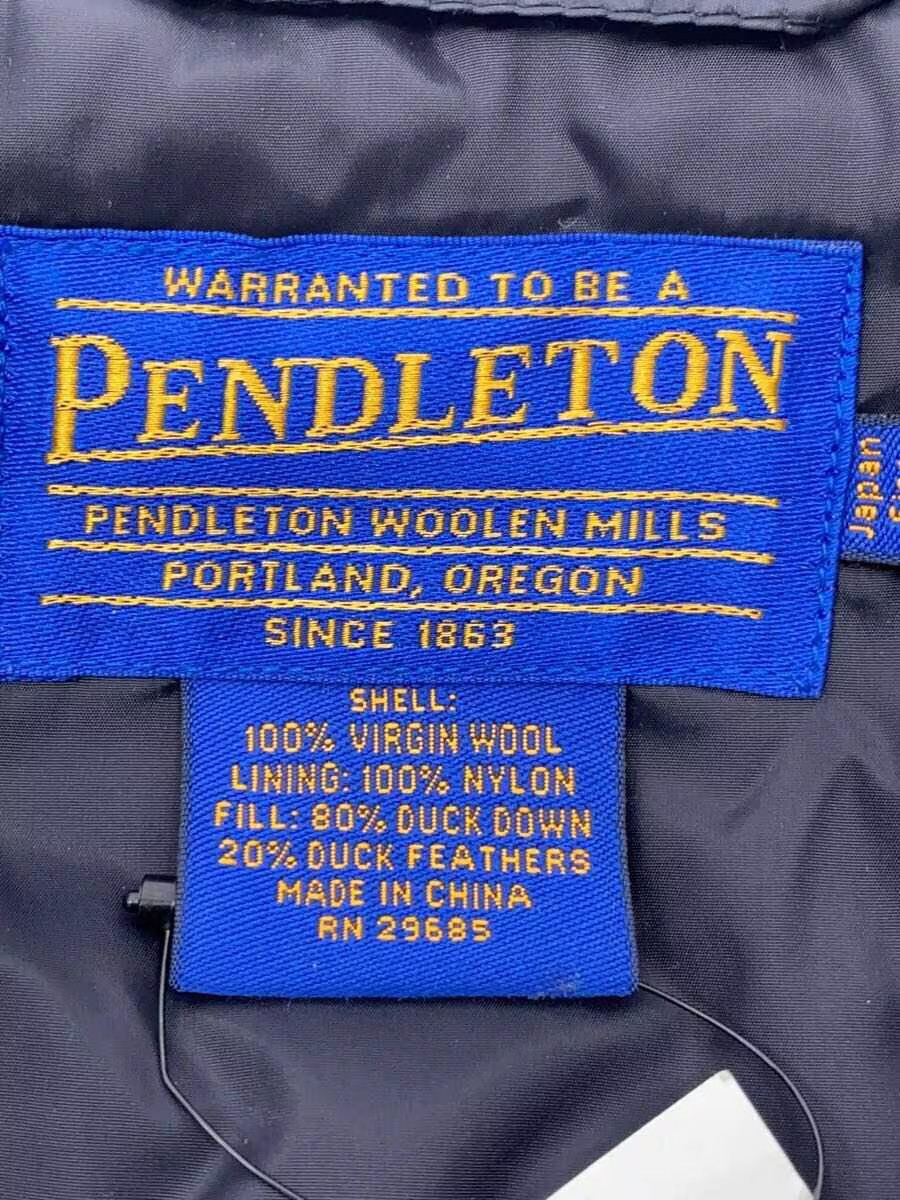 WARRANTED TO BE A
PENDLETON
PENDLETON WOOLEN MILLS
PORTLAND, OREGON
SINCE 1863
SHELL:
100% VIRGIN WOOL
LINING: 100% NYLON
FILL: 80% DUCK DOWN
20% DUCK FEATHERS
MADE IN CHINA
RN 29685